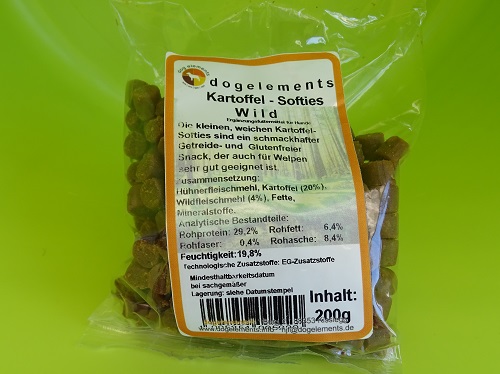 dog elements
dogelements
Kartoffel - Softies
Wild
Ergänzungsfuttermittel für Hunde
Die kleinen, weichen Kartoffel-
Softies sind ein schmackhafter
Getreide- und Glutenfreier
Snack, der auch für Welpen
sehr gut geeignet ist.
Zusammensetzung:
Hühnerfleischmehl, Kartoffel (20%),
Wildfleischmehl (4%), Fette,
Mineralstoffe.
Analytische Bestandteile:
Rohprotein: 29,2% Rohfett: 6,4%
Rohfaser: 0,4% Rohasche: 8,4%
Feuchtigkeit: 19,8%
Technologische Zusatzstoffe: EG-Zusatzstoffe
Mindesthaltbarkeitsdatum
bei sachgemäßer
Lagerung: siehe Datumstempel
Inhalt:
200g